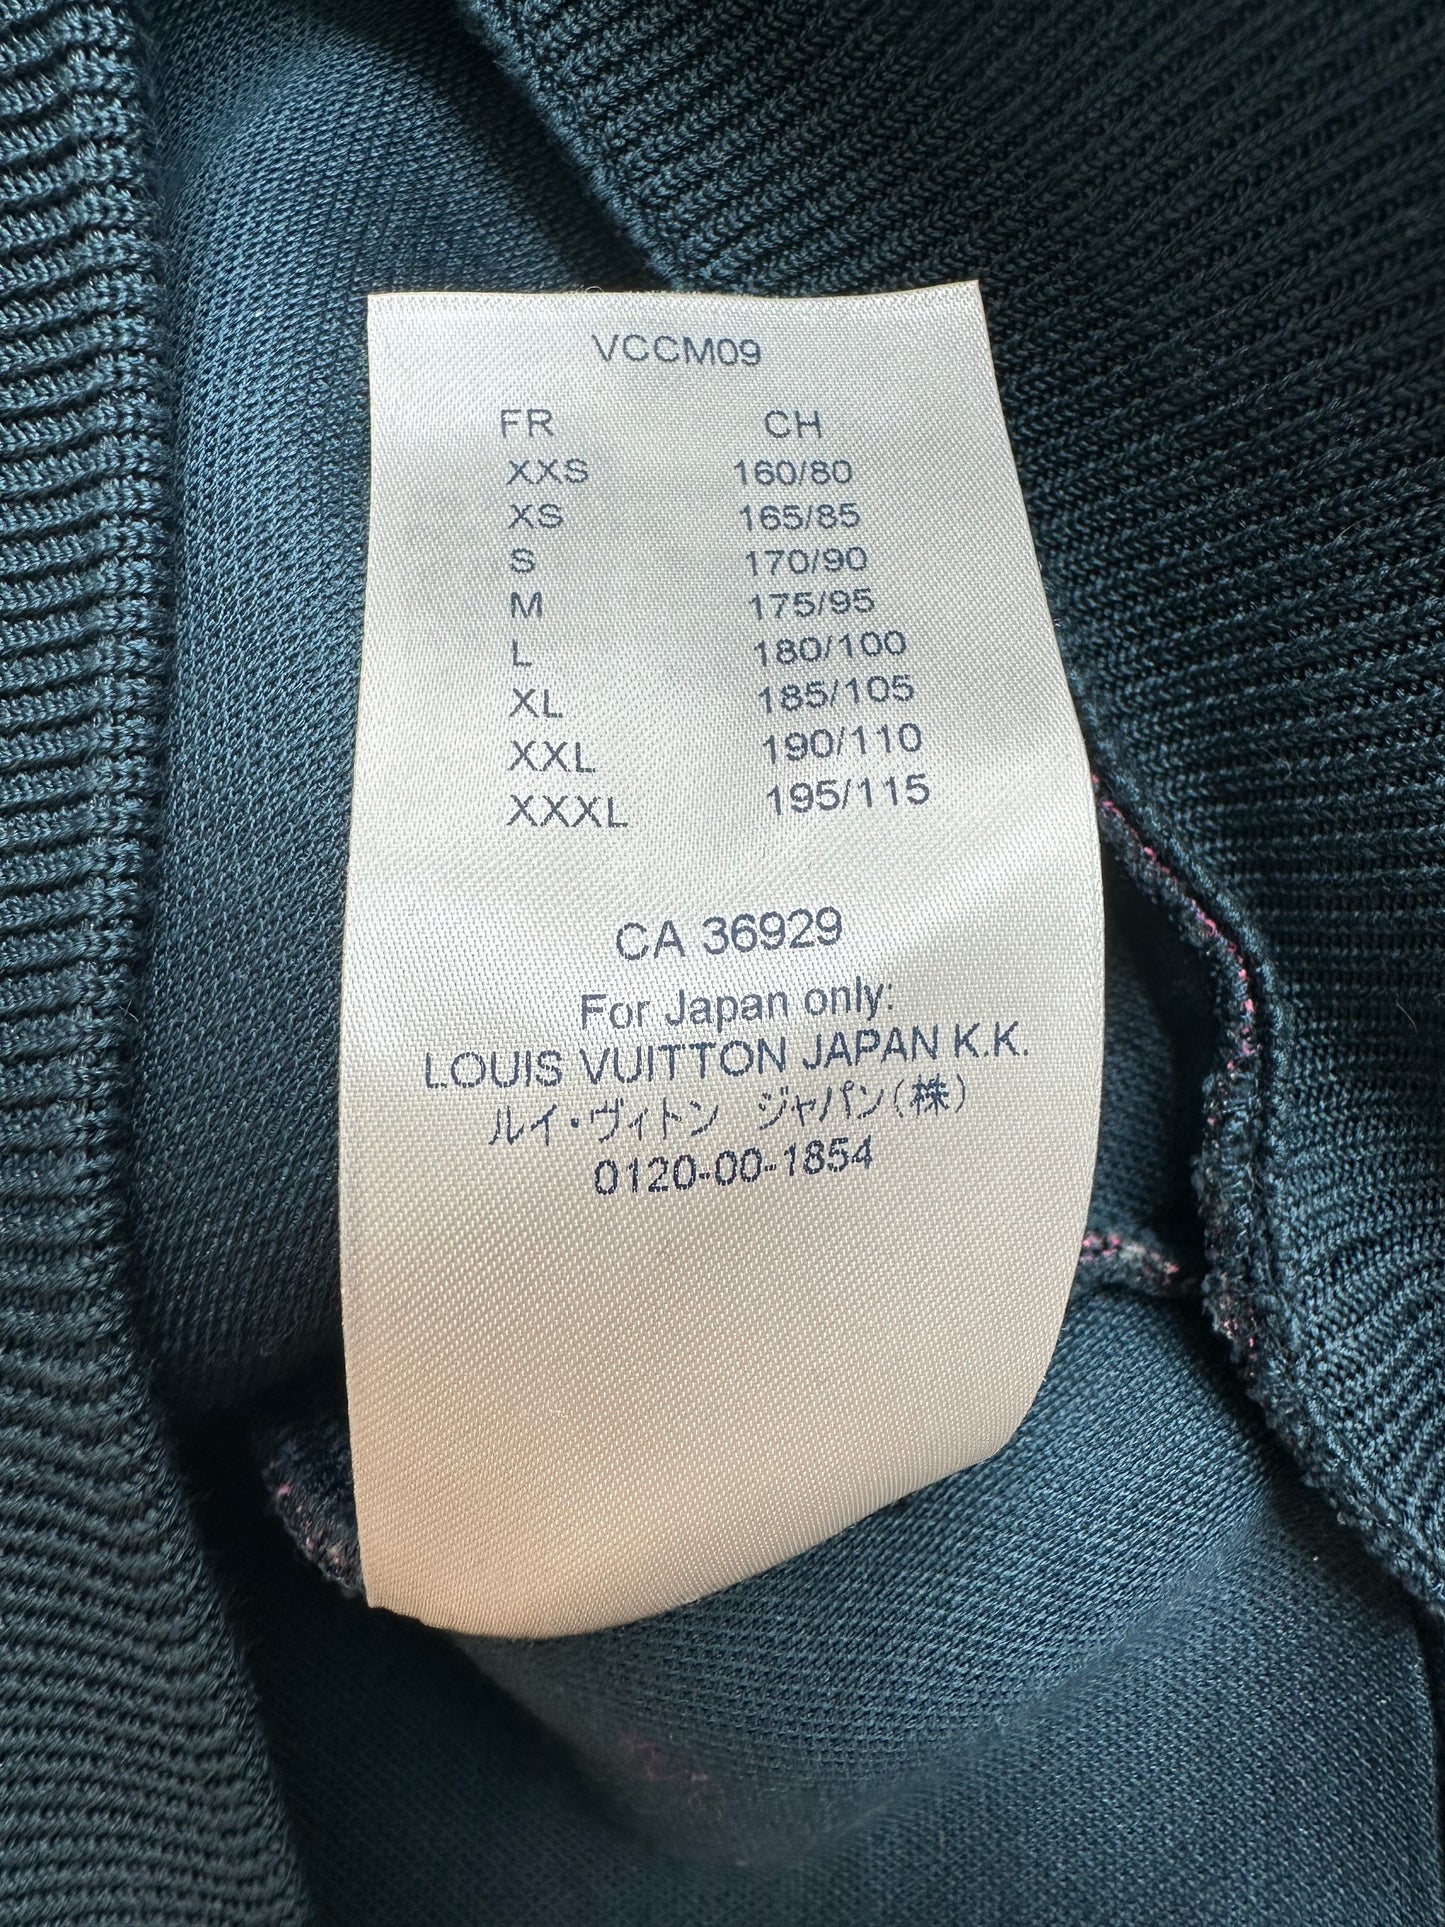 VCCM09
FR CH
XXS 160/80
XS 165/85
S 170/90
M 175/95
L 180/100
XL 185/105
XXL 190/110
XXXL 195/115
CA 36929
For Japan only:
LOUIS VUITTON JAPAN K.K.
ルイ・ヴィトン ジャパン(株)
0120-00-1854